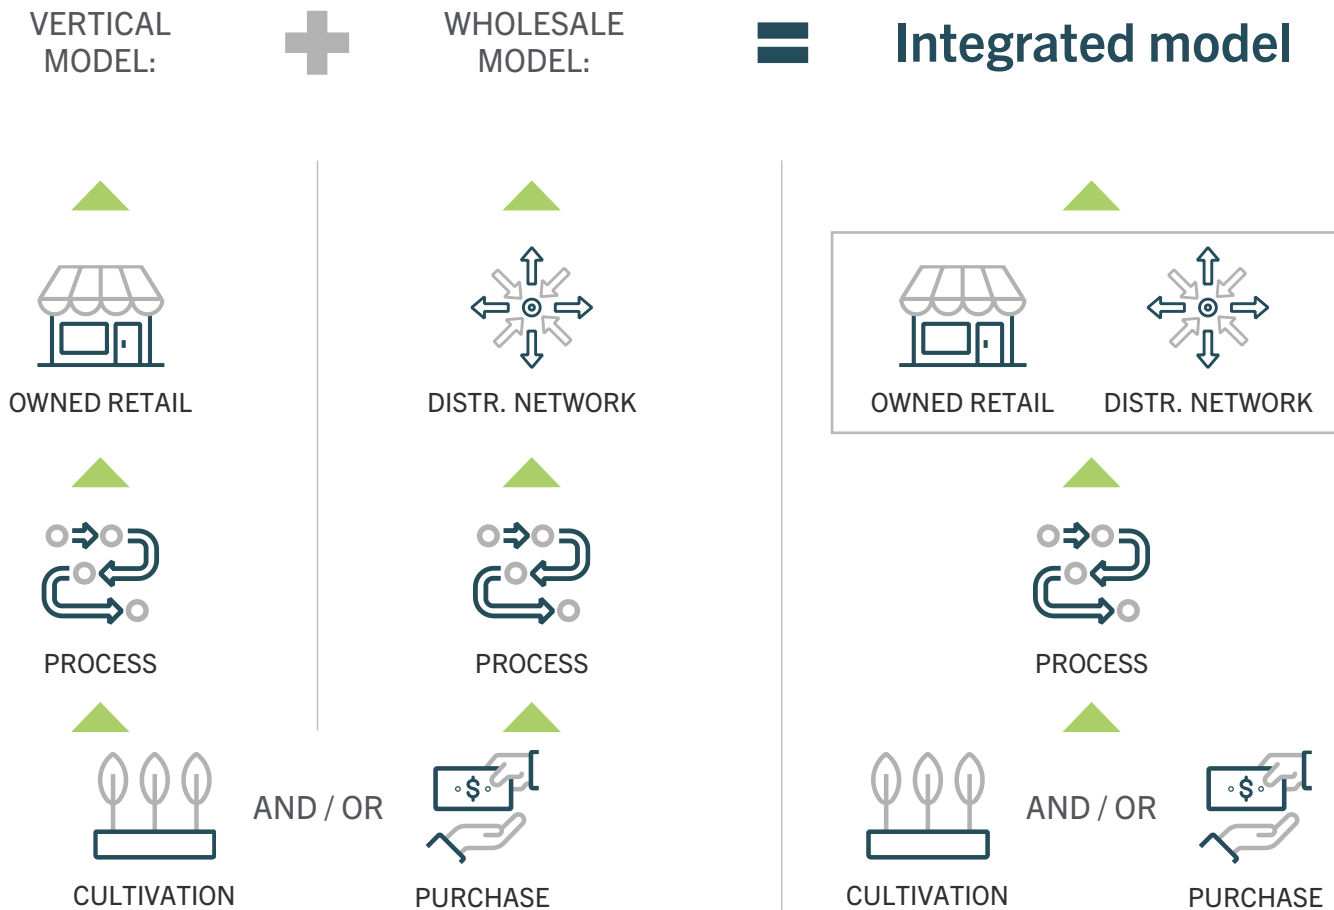 VERTICAL
MODEL:
WHOLESALE
MODEL:
Integrated model
OWNED RETAIL
DISTR. NETWORK
OWNED RETAIL
DISTR. NETWORK
PROCESS
PROCESS
PROCESS
$
$
AND / OR
AND / OR
CULTIVATION
PURCHASE
CULTIVATION
PURCHASE